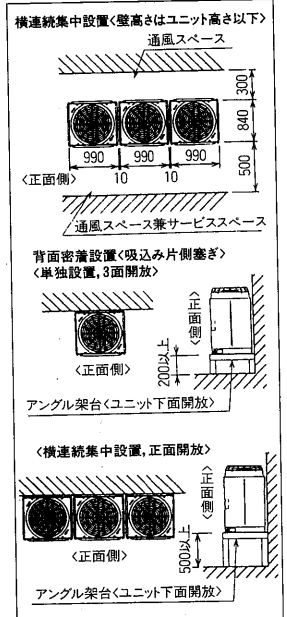 横連続集中設置<壁高さはユニット高さ以下>
通風スペース
300
840
500
990
990
990
10
10
<正面側>
通風スペース兼サービススペース
背面密着設置<吸込み片側塞ぎ>
<単独設置,3面開放>
<正面側>
<正面側>
200以上
アングル架台<ユニット下面開放>
<横連続集中設置,正面開放>
<正面側>
<正面側>
500以上
アングル架台<ユニット下面開放>